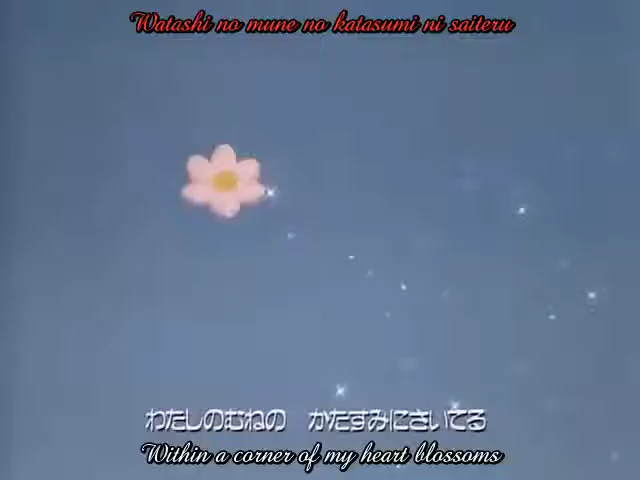 Watashi no mune no katasumi ni saiteru
わたしのむねの　かたすみにさいてる
Within a corner of my heart blossoms